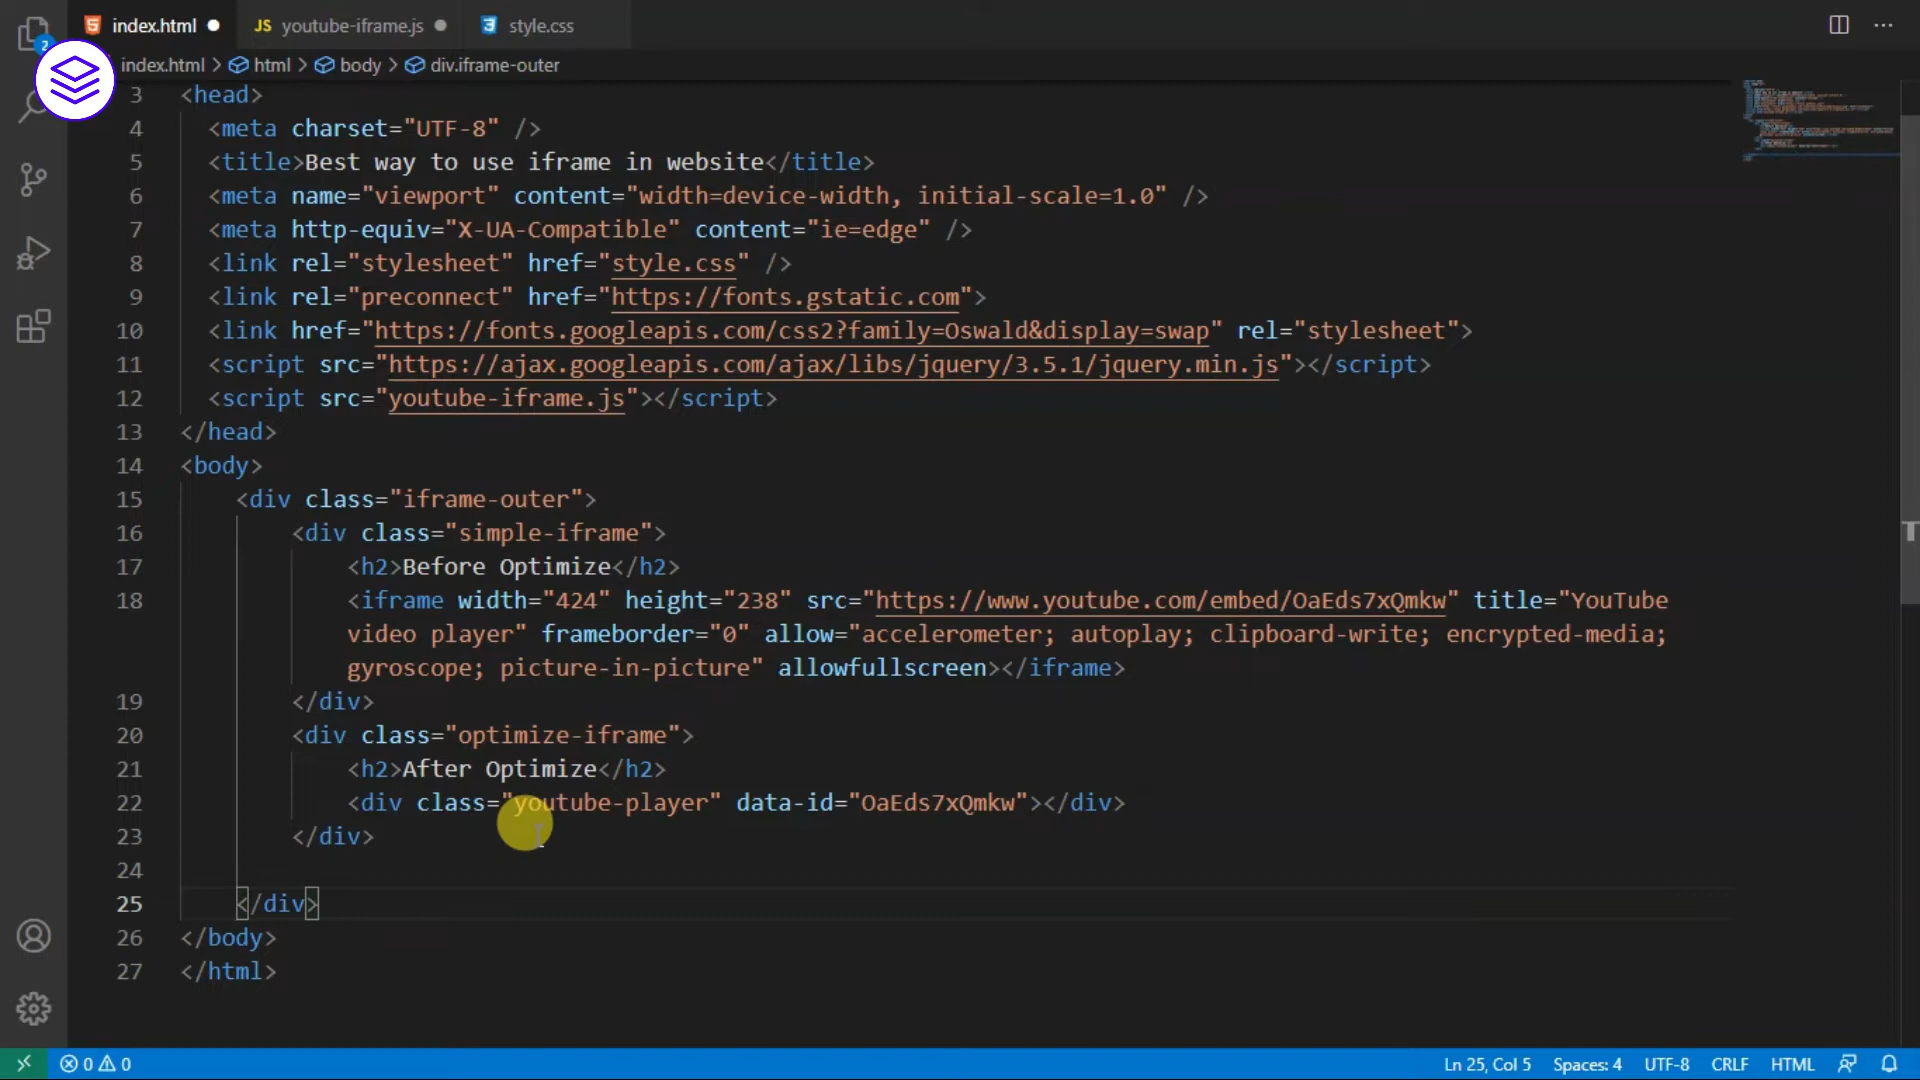 index.html
JS youtube-iframe.js
style.css
2
index.html > html > body > div.iframe-outer
3 <head>
4 <meta charset="UTF-8" />
5 <title>Best way to use iframe in website</title>
6 <meta name="viewport" content="width=device-width, initial-scale=1.0" />
7 <meta http-equiv="X-UA-Compatible" content="ie=edge" />
8 <link rel="stylesheet" href="style.css" />
9 <link rel="preconnect" href="https://fonts.gstatic.com">
10 <link href="https://fonts.googleapis.com/css2?family=Oswald&display=swap" rel="stylesheet">
11 <script src="https://ajax.googleapis.com/ajax/libs/jquery/3.5.1/jquery.min.js"></script>
12 <script src="youtube-iframe.js"></script>
13 </head>
14 <body>
15 <div class="iframe-outer">
16 <div class="simple-iframe">
17 <h2>Before Optimize</h2>
18 <iframe width="424" height="238" src="https://www.youtube.com/embed/OaEds7xQmkw" title="YouTube
video player" frameborder="0" allow="accelerometer; autoplay; clipboard-write; encrypted-media;
gyroscope; picture-in-picture" allowfullscreen></iframe>
19 </div>
20 <div class="optimize-iframe">
21 <h2>After Optimize</h2>
22 <div class="youtube-player" data-id="OaEds7xQmkw"></div>
23 </div>
24
25 </div>
26 </body>
27 </html>
0 0
Ln 25, Col 5 Spaces: 4 UTF-8 CRLF HTML